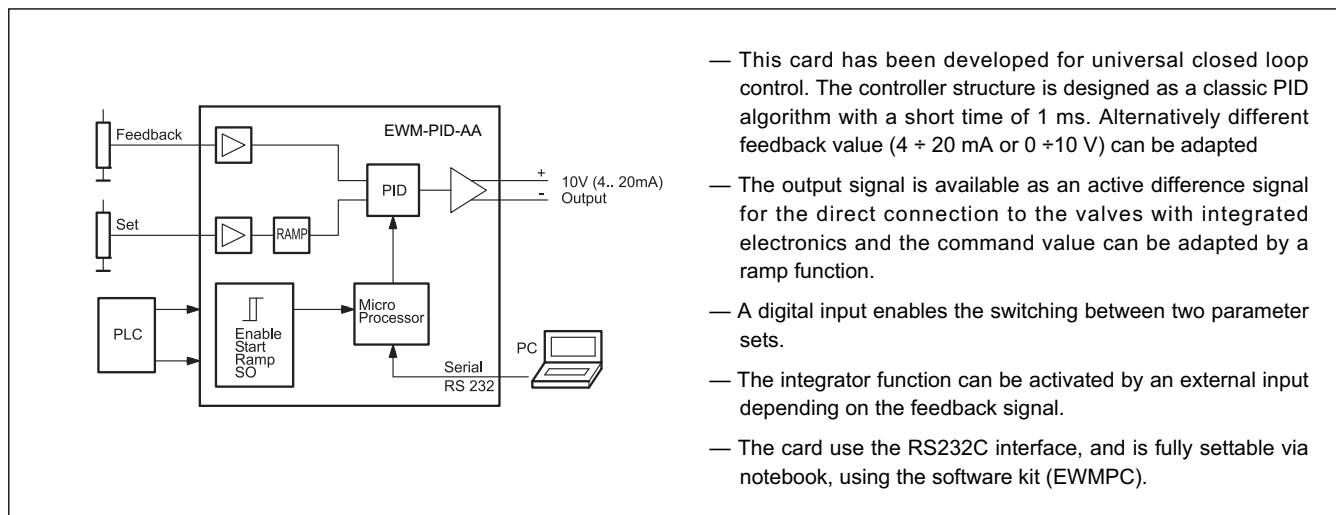 Feedback
EWM-PID-AA
PID
+
10V (4.. 20mA)
-
Output
Set
RAMP
PLC
Enable
Start
Ramp
SO
Micro
Processor
PC
Serial
RS 232
— This card has been developed for universal closed loop
control. The controller structure is designed as a classic PID
algorithm with a short time of 1 ms. Alternatively different
feedback value (4 ÷ 20 mA or 0 ÷10 V) can be adapted
— The output signal is available as an active difference signal
for the direct connection to the valves with integrated
electronics and the command value can be adapted by a
ramp function.
— A digital input enables the switching between two parameter
sets.
— The integrator function can be activated by an external input
depending on the feedback signal.
— The card use the RS232C interface, and is fully settable via
notebook, using the software kit (EWMPC).